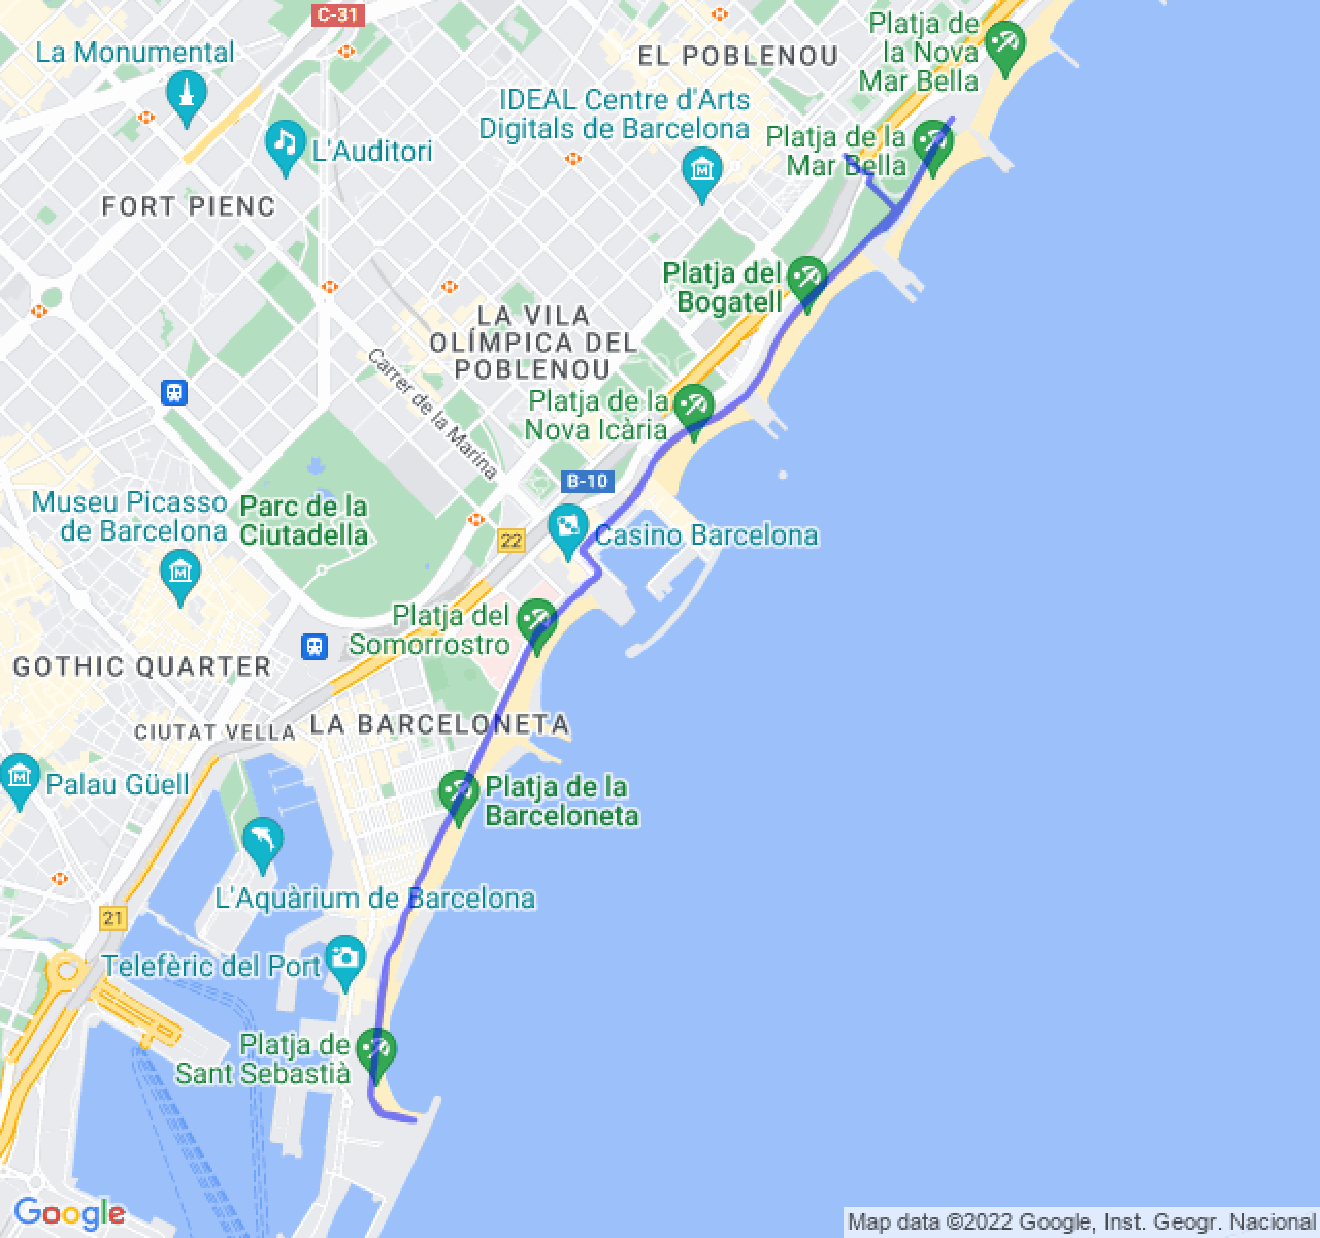 C-31
Platja de
la Nova
Mar Bella
La Monumental
EL POBLENOU
IDEAL Centre d'Arts
Digitals de Barcelona
Platja de la
Mar Bella
L'Auditori
FORT PIENC
Platja del
Bogatell
LA VILA
OLÍMPICA DEL
POBLENOU
Carrer de la Marina
Platja de la
Nova Icària
B-10
Museu Picasso
de Barcelona
Parc de la
Ciutadella
22
Casino Barcelona
Platja del
Somorrostro
GOTHIC QUARTER
CIUTAT VELLA
LA BARCELONETA
Palau Güell
Platja de la
Barceloneta
L'Aquàrium de Barcelona
21
Telefèric del Port
Platja de
Sant Sebastià
Google
Map data ©2022 Google, Inst. Geogr. Nacional